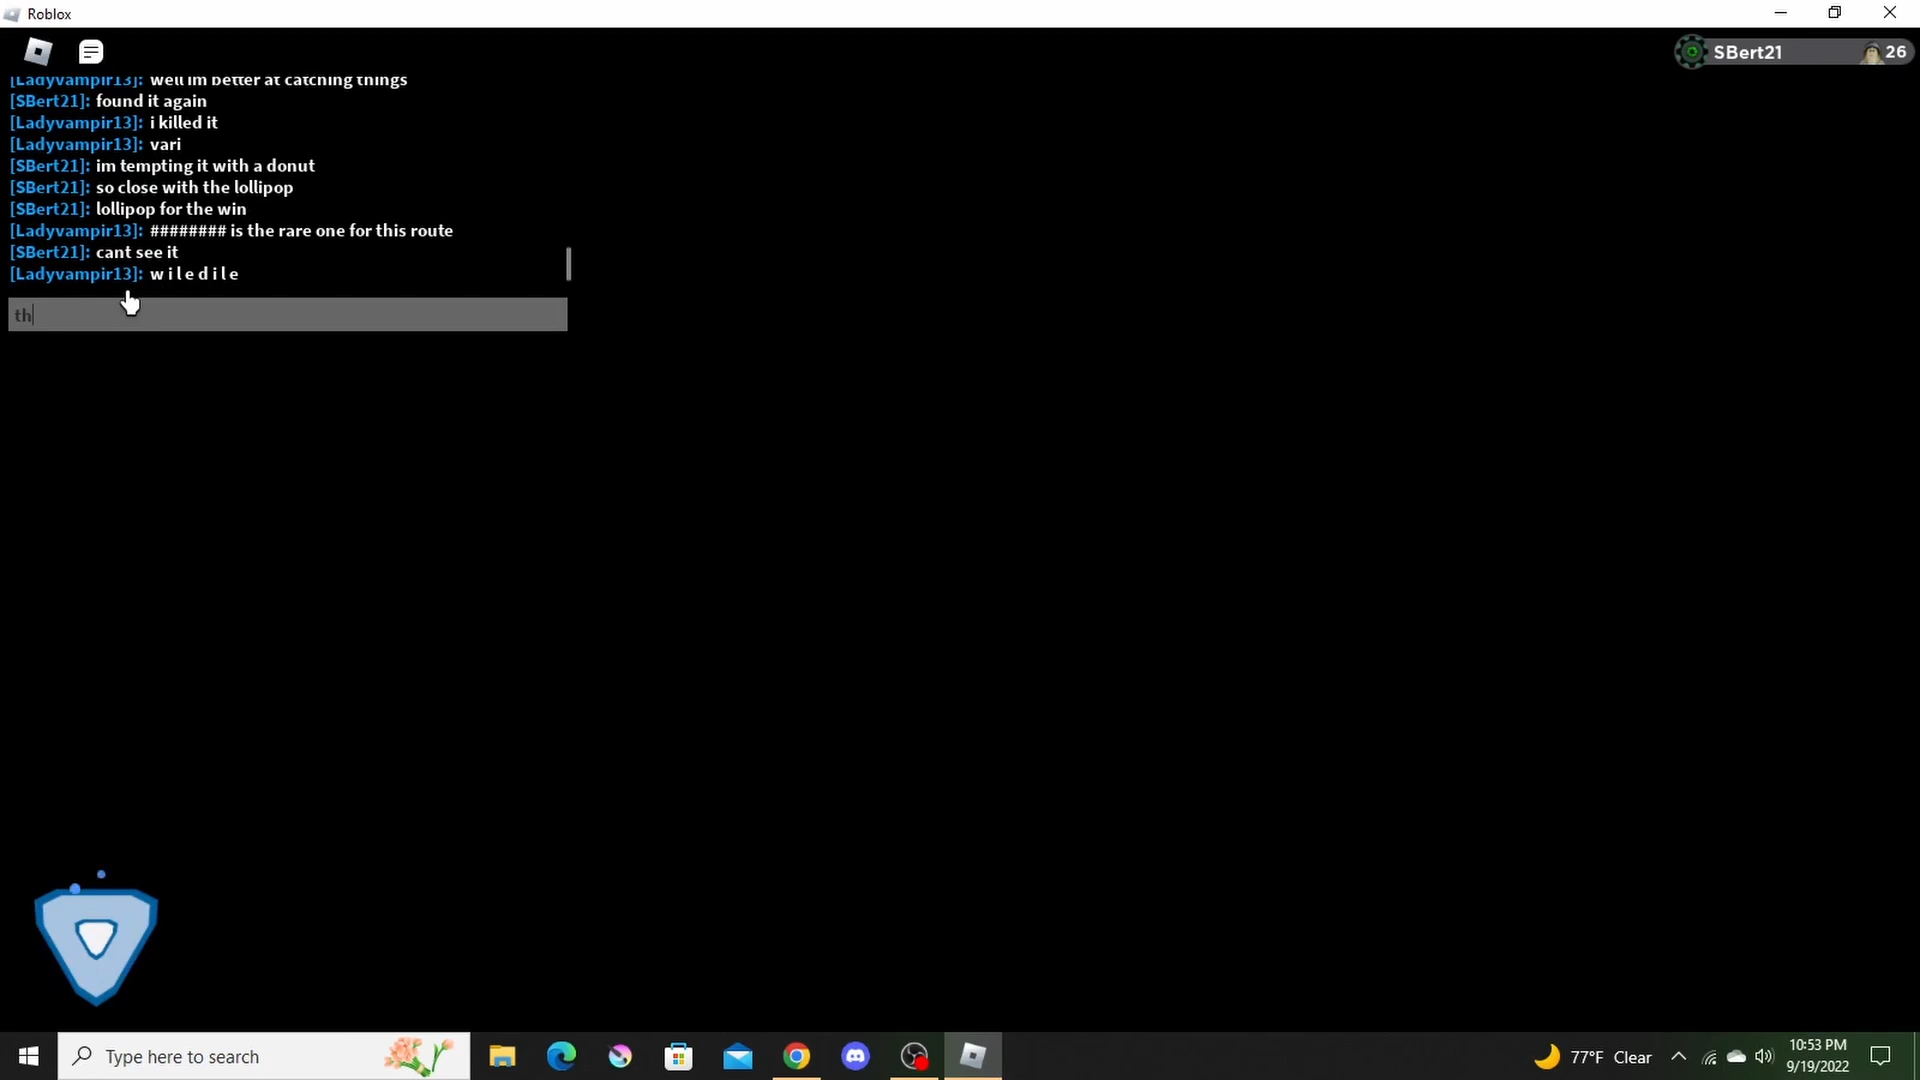 Roblox
SBert21 26
[Ladyvampir13]: well im better at catching things
[SBert21]: found it again
[Ladyvampir13]: i killed it
[Ladyvampir13]: vari
[SBert21]: im tempting it with a donut
[SBert21]: so close with the lollipop
[SBert21]: lollipop for the win
[Ladyvampir13]: ######## is the rare one for this route
[SBert21]: cant see it
[Ladyvampir13]: w i l e d i l e
th
Type here to search
77°F Clear
10:53 PM
9/19/2022